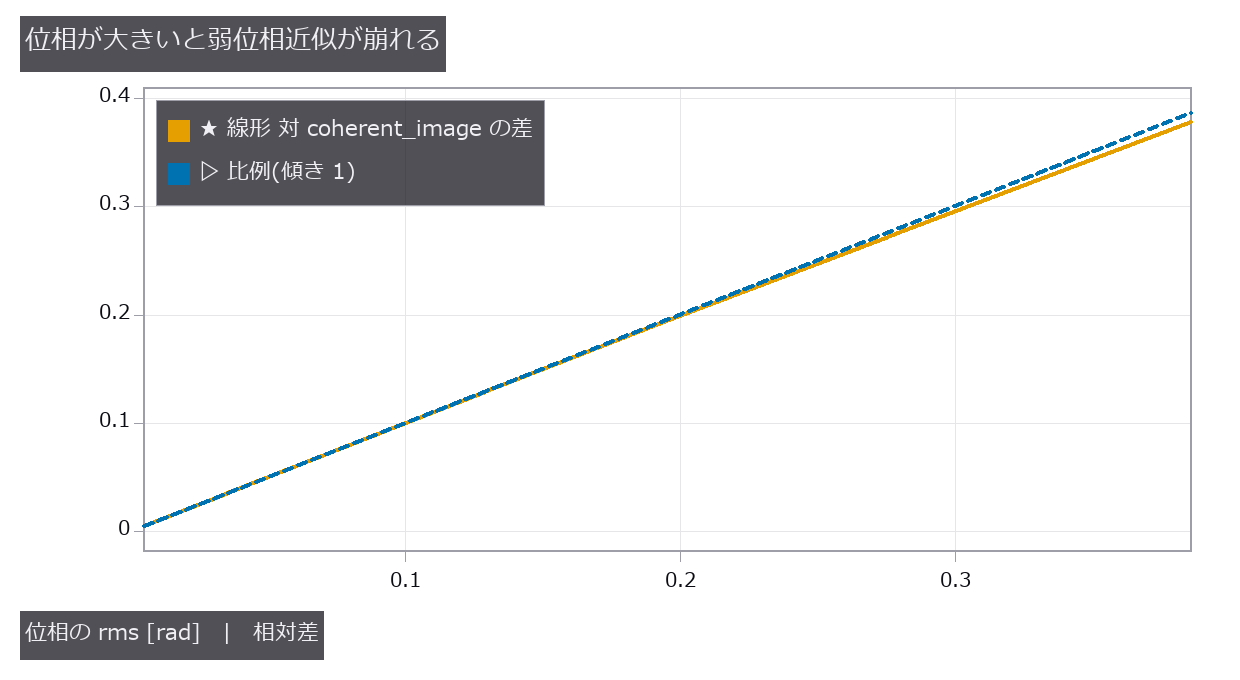 位相が大きいと弱位相近似が崩れる
★ 線形 対 coherent_image の差
▷ 比例(傾き 1)
0.4
0.3
0.2
0.1
0
0.1 0.2 0.3
位相の rms [rad] | 相対差